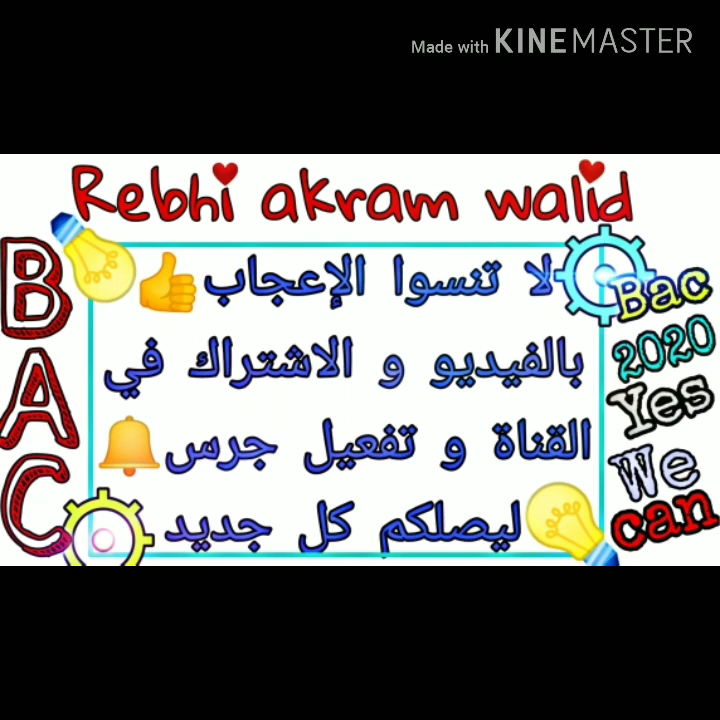 Made with KINEMASTER
Rebhi akram walid
BAC
لا تنسوا الإعجاب
بالفيديو و الاشتراك في
القناة و تفعيل جرس
ليصلكم كل جديد
Bac
2020
Yes
We
can